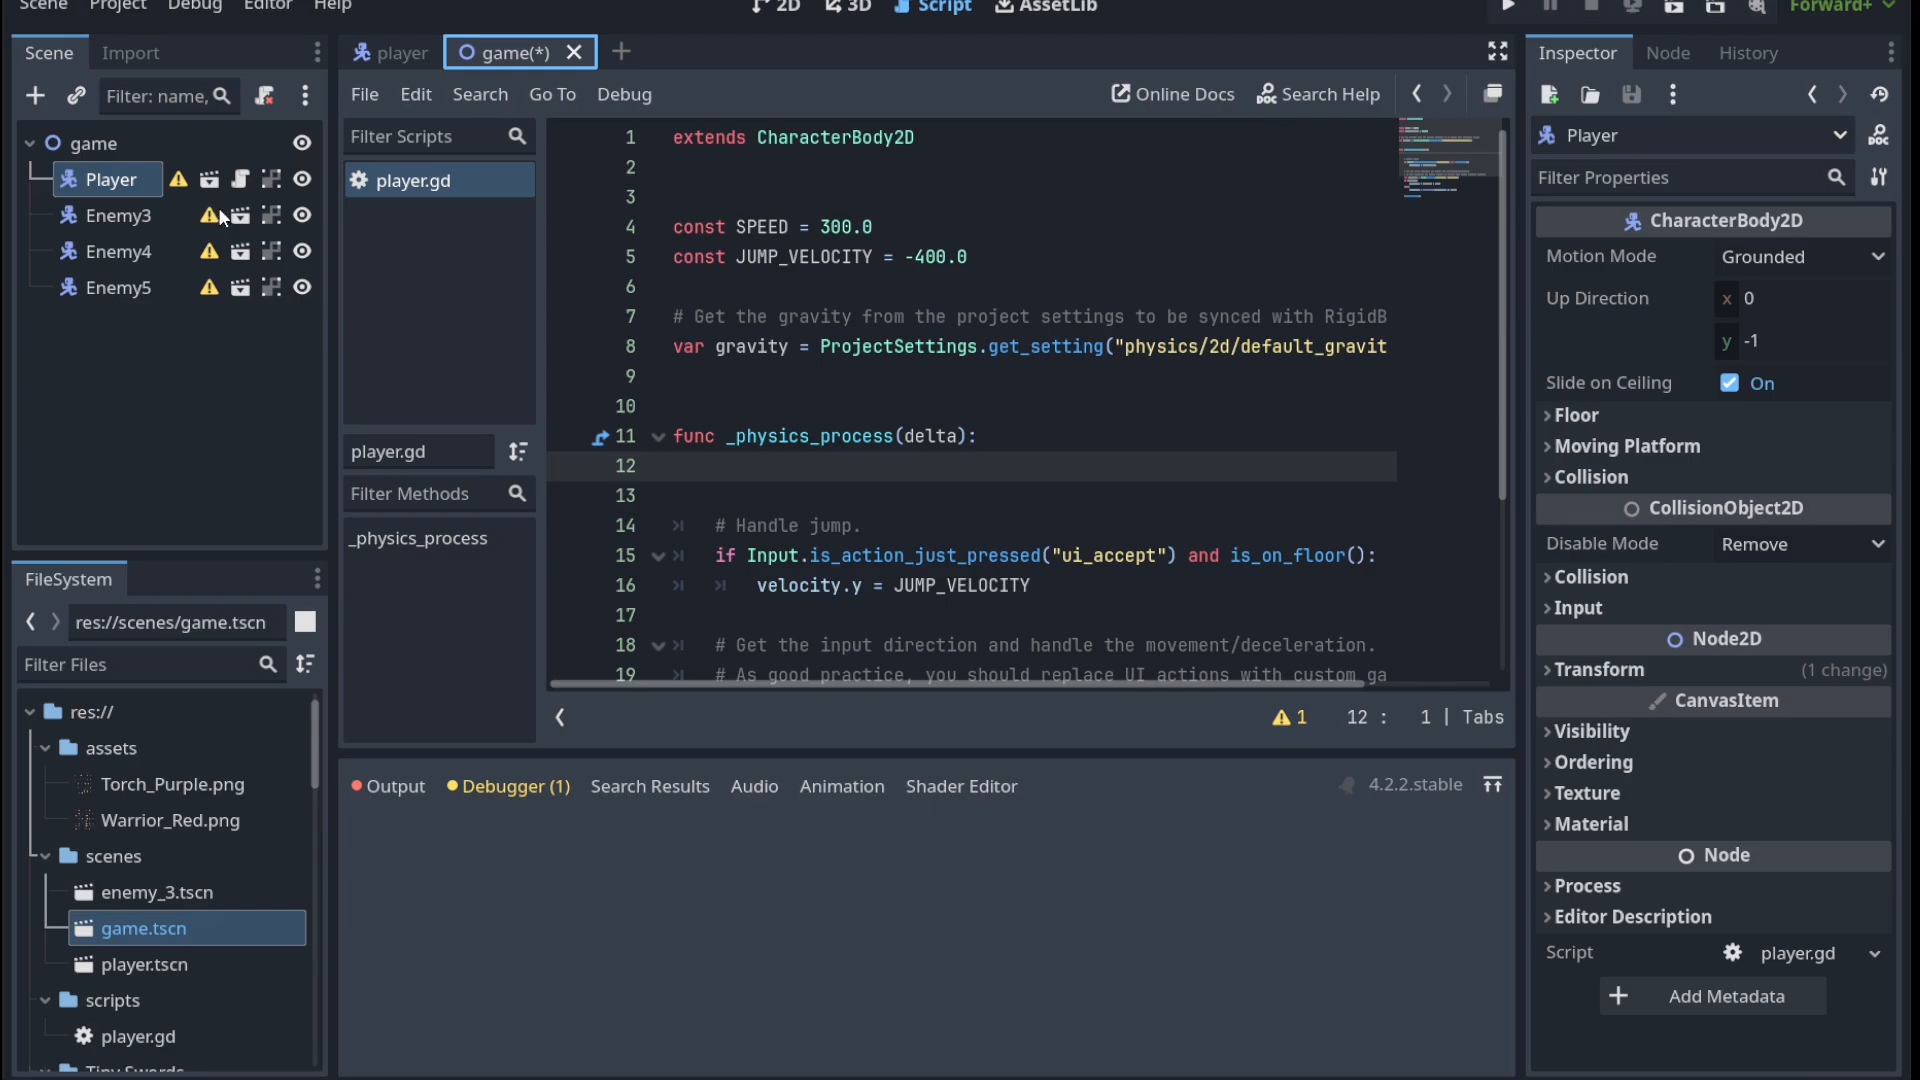 Scene Project Debug Editor Help
2D 3D Script AssetLib
Forward+
Scene Import
Filter: name,
game
Player
Enemy3
Enemy4
Enemy5
FileSystem
res://scenes/game.tscn
Filter Files
res://
assets
Torch_Purple.png
Warrior_Red.png
scenes
enemy_3.tscn
game.tscn
player.tscn
scripts
player.gd
Tiny Swords
player game(*)
File Edit Search Go To Debug
Online Docs Search Help
Filter Scripts
player.gd
player.gd
Filter Methods
_physics_process
1 extends CharacterBody2D
2
3
4 const SPEED = 300.0
5 const JUMP_VELOCITY = -400.0
6
7 # Get the gravity from the project settings to be synced with RigidB
8 var gravity = ProjectSettings.get_setting("physics/2d/default_gravit
9
10
11 func _physics_process(delta):
12
13
14 # Handle jump.
15 if Input.is_action_just_pressed("ui_accept") and is_on_floor():
16 velocity.y = JUMP_VELOCITY
17
18 # Get the input direction and handle the movement/deceleration.
19 # As good practice, you should replace UI actions with custom ga
1 12 : 1 | Tabs
Output Debugger (1) Search Results Audio Animation Shader Editor
4.2.2.stable
Inspector Node History
Player
Filter Properties
CharacterBody2D
Motion Mode Grounded
Up Direction x 0
y -1
Slide on Ceiling On
Floor
Moving Platform
Collision
CollisionObject2D
Disable Mode Remove
Collision
Input
Node2D
Transform (1 change)
CanvasItem
Visibility
Ordering
Texture
Material
Node
Process
Editor Description
Script player.gd
Add Metadata